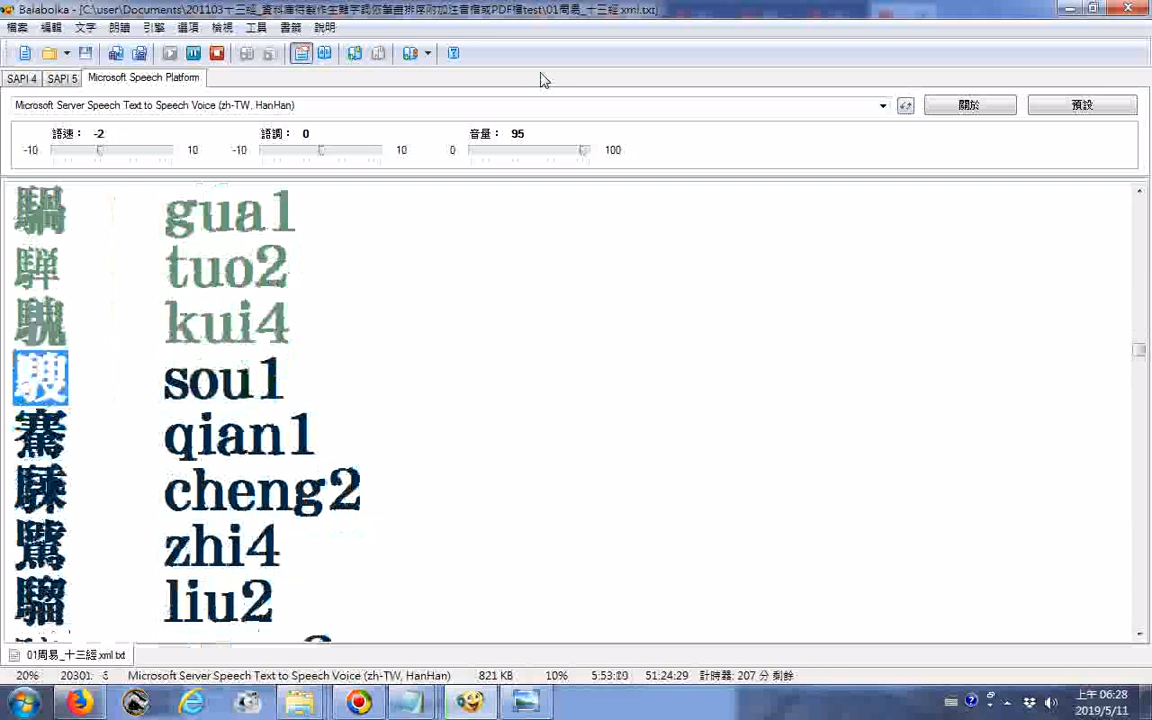 Balabolka - [C:\user\Documents\201103十三經_資料庫待製作生難字詞依筆畫排序附加注音檔或PDF檔test\01周易_十三經 xml.txt]
檔案 編輯 文字 朗讀 引擎 選項 檢視 工具 書籤 說明
SAPI 4 SAPI 5 Microsoft Speech Platform
Microsoft Server Speech Text to Speech Voice (zh-TW, HanHan) 關於 預設
語速： -2 語調： 0 音量： 95
-10 10 -10 10 0 100
騧 gua1
驒 tuo2
騩 kui4
騪 sou1
騫 qian1
騬 cheng2
騭 zhi4
騮 liu2
01周易_十三經 xml.txt
20% 20301. Microsoft Server Speech Text to Speech Voice (zh-TW, HanHan) 821 KB 10% 5:53:20 51:24:29 計時器: 207 分 剩餘
上午 06:28
2019/5/11